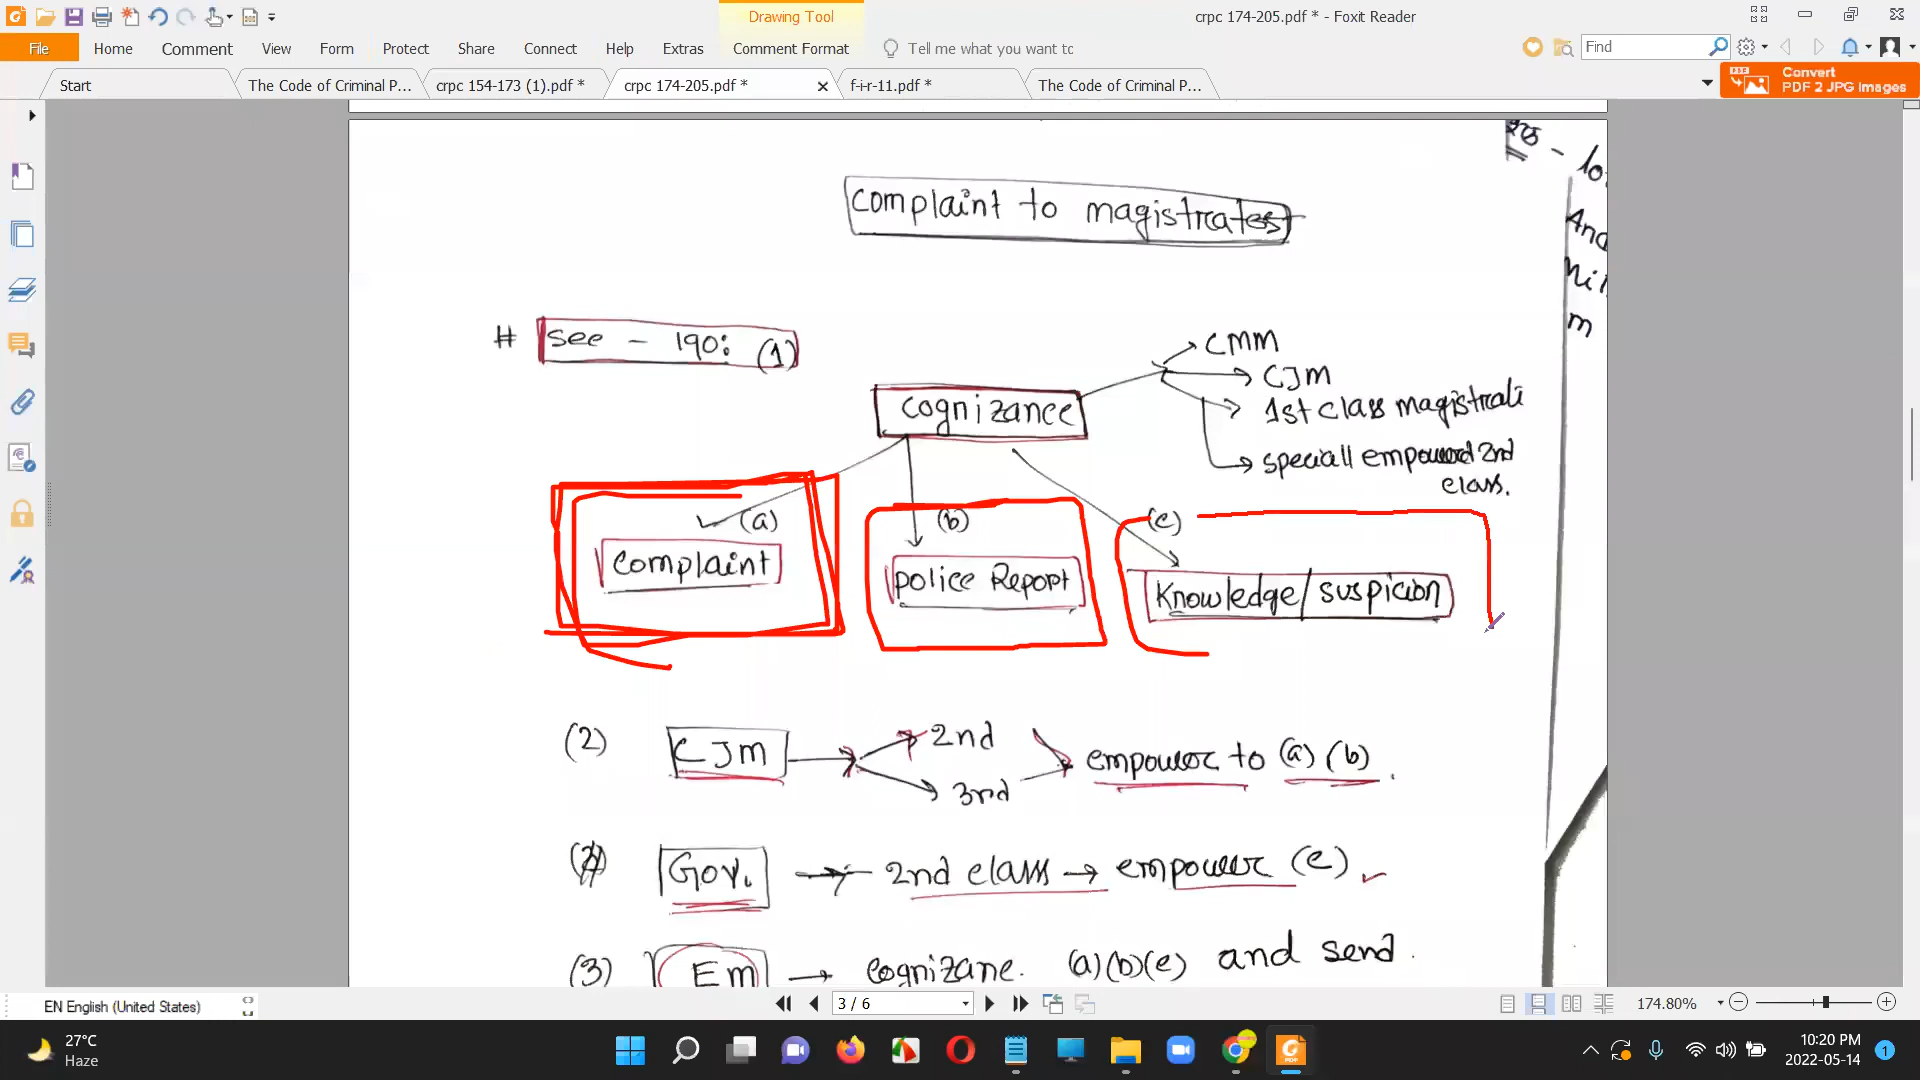 crpc 174-205.pdf * - Foxit Reader
Drawing Tool
File Home Comment View Form Protect Share Connect Help Extras Comment Format Tell me what you want to Find
Start The Code of Criminal P... crpc 154-173 (1).pdf * crpc 174-205.pdf * f-i-r-11.pdf * The Code of Criminal P...
Convert
PDF 2 JPG Images
Complaint to magistrates
# Sec - 190: (1)
Cognizance
CMM
CJM
1st class magistrate
speciall empowered 2nd
class.
(a) (b) (c)
Complaint
police Report
Knowledge/suspicion
(2) CJM 2nd
3rd
empower to (a) (b)
Gov. 2nd class → empower (c)
(3) Em → cognizane. (a)(b)(c) and send.
And
m
EN English (United States)
3 / 6
174.80%
27°C
Haze
10:20 PM
2022-05-14
1